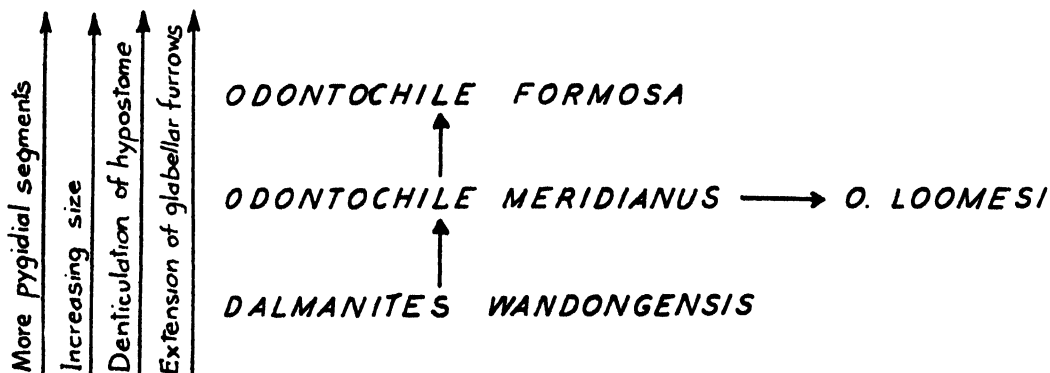 More pygidial segments
Increasing size
Denticulation of hypostome
Extension of glabellar furrows
ODONTOCHILE FORMOSA
ODONTOCHILE MERIDIANUS O. LOOMESI
DALMANITES WANDONGENSIS